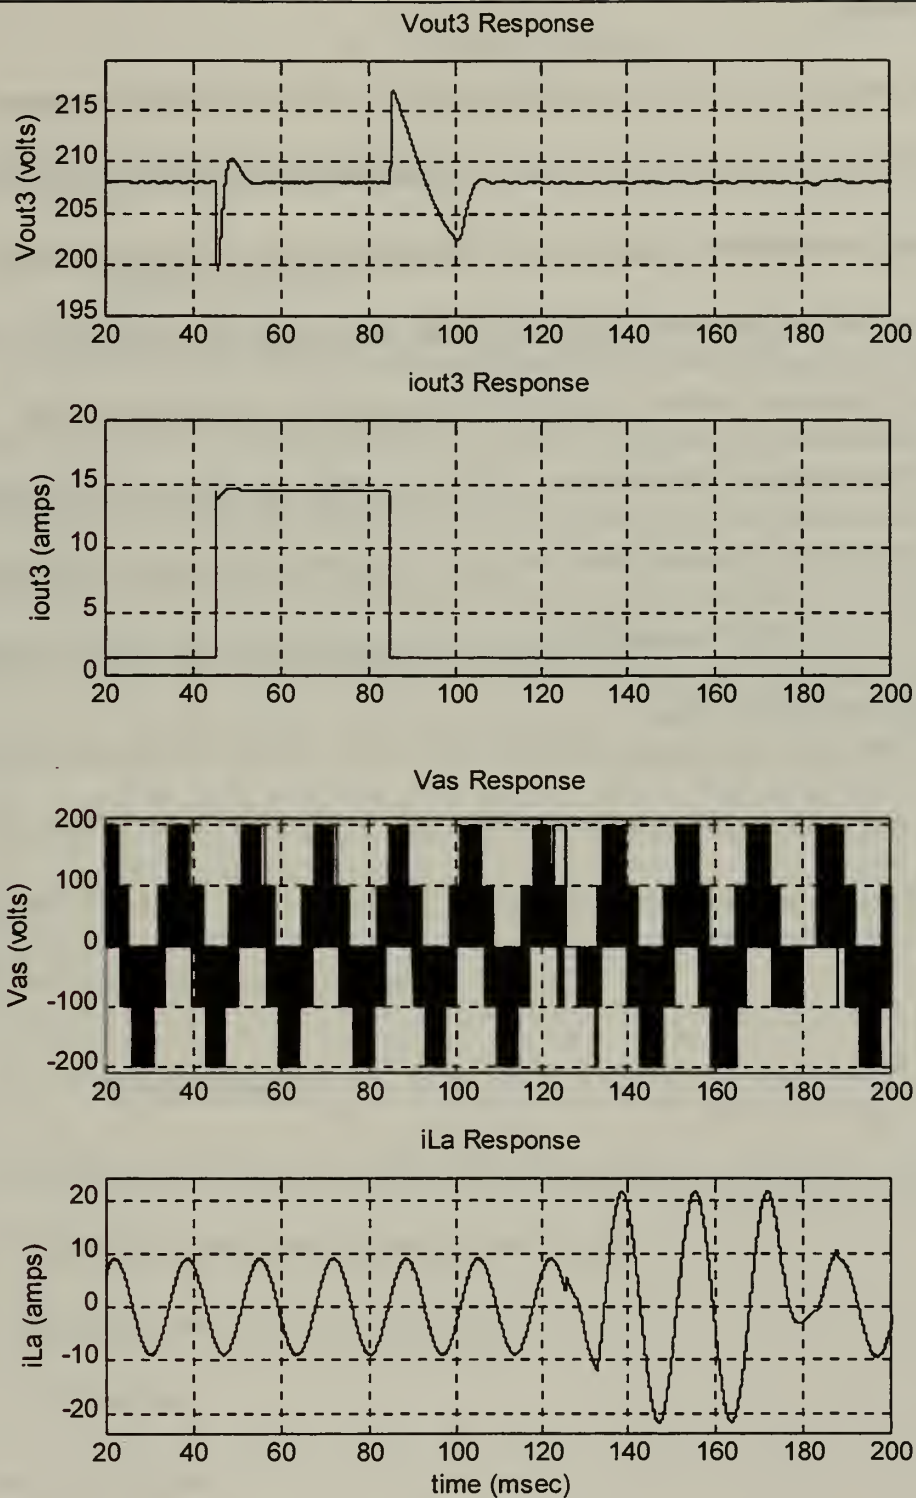 Vout3 Response
215
210
205
200
195
Vout3 (volts)
20 40 60 80 100 120 140 160 180 200
iout3 Response
20
15
10
5
0
iout3 (amps)
20 40 60 80 100 120 140 160 180 200
Vas Response
200
100
0
-100
-200
Vas (volts)
20 40 60 80 100 120 140 160 180 200
iLa Response
20
10
0
-10
-20
iLa (amps)
20 40 60 80 100 120 140 160 180 200
time (msec)